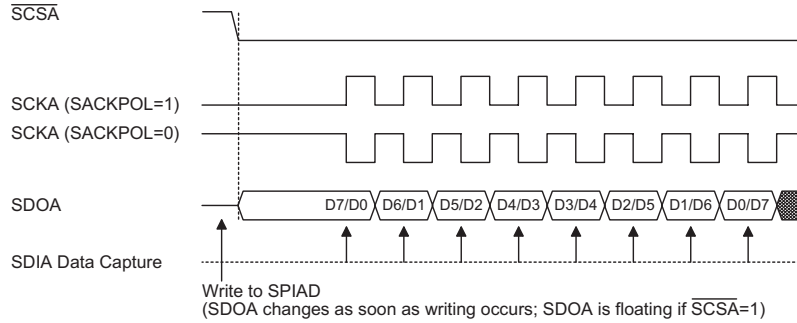 SCSA
SCKA (SACKPOL=1)
SCKA (SACKPOL=0)
SDOA D7/D0 D6/D1 D5/D2 D4/D3 D3/D4 D2/D5 D1/D6 D0/D7
SDIA Data Capture
Write to SPIAD
(SDOA changes as soon as writing occurs; SDOA is floating if SCSA=1)